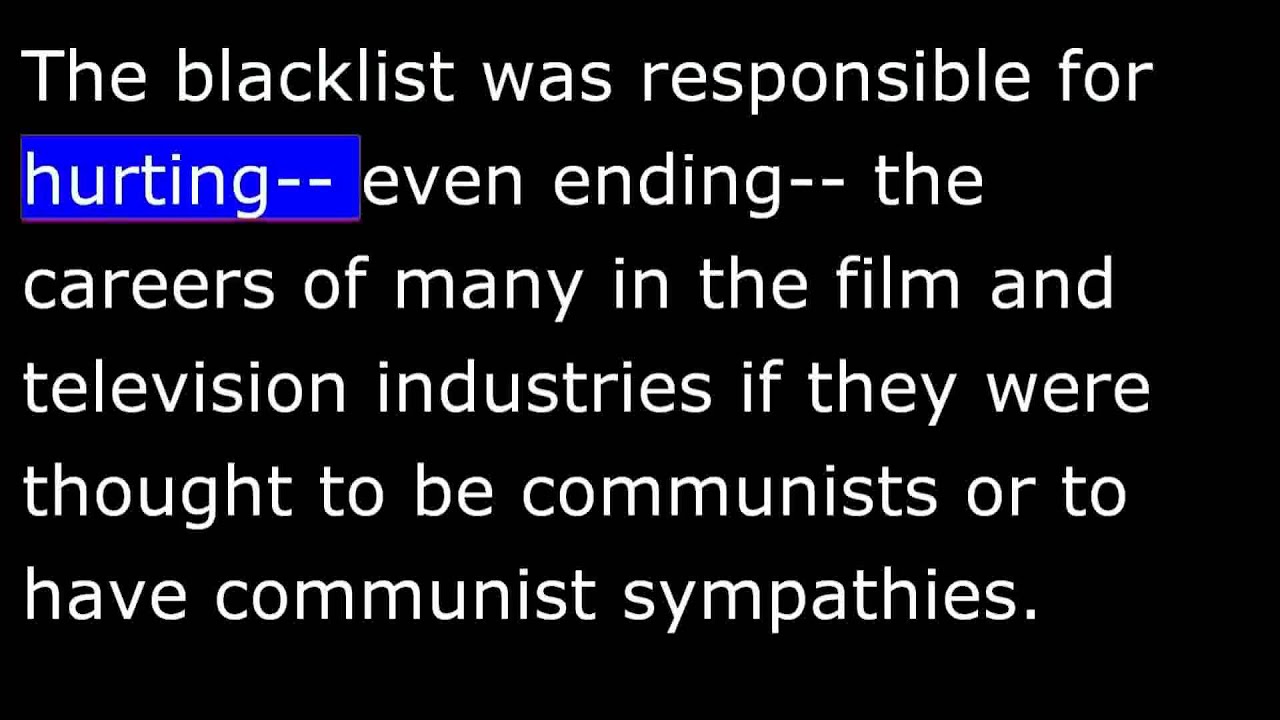 The blacklist was responsible for
hurting-- even ending-- the
careers of many in the film and
television industries if they were
thought to be communists or to
have communist sympathies.